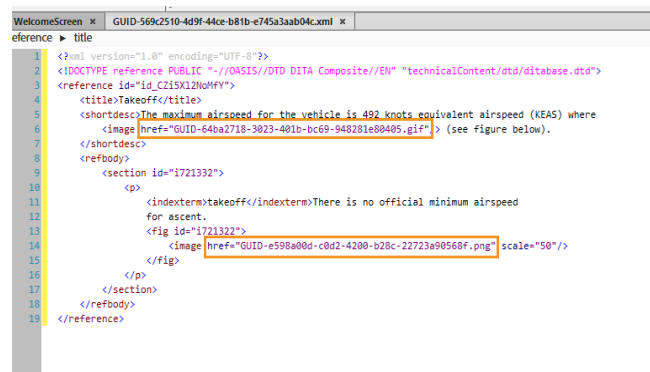 WelcomeScreen × GUID-569c2510-4d9f-44ce-b81b-e745a3aab04c.xml ×
eference ▸ title
1 <?xml version="1.0" encoding="UTF-8"?>
2 <!DOCTYPE reference PUBLIC "-//OASIS//DTD DITA Composite//EN" "technicalContent/dtd/ditabase.dtd">
3 <reference id="id_CZi5Xl2NoMfY">
4 <title>Takeoff</title>
5 <shortdesc>The maximum airspeed for the vehicle is 492 knots equivalent airspeed (KEAS) where
6 <image href="GUID-64ba2718-3023-401b-bc69-948281e80405.gif"/> (see figure below).
7 </shortdesc>
8 <refbody>
9 <section id="i721332">
10 <p>
11 <indexterm>takeoff</indexterm>There is no official minimum airspeed
12 for ascent.
13 <fig id="i721322">
14 <image href="GUID-e598a00d-c0d2-4200-b28c-22723a90568f.png" scale="50"/>
15 </fig>
16 </p>
17 </section>
18 </refbody>
19 </reference>